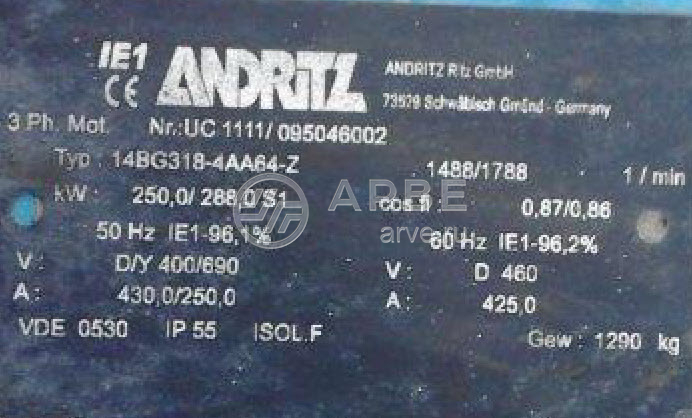 IE1
CE ANDRITZ
ANDRITZ Ritz GmbH
73529 Schwäbisch Gmünd - Germany
3 Ph. Mot. Nr.:UC 1111/ 095046002
Typ : 14BG318-4AA64-Z 1488/1788 1 / min
kW : 250,0/ 288,0/S1 cos fi : 0,87/0,86
АРВЕ
arve.ru
50 Hz IE1-96,1% 60 Hz IE1-96,2%
V : D/Y 400/690 V : D 460
A : 430,0/250,0 A : 425,0
VDE 0530 IP 55 ISOL.F Gew : 1290 kg